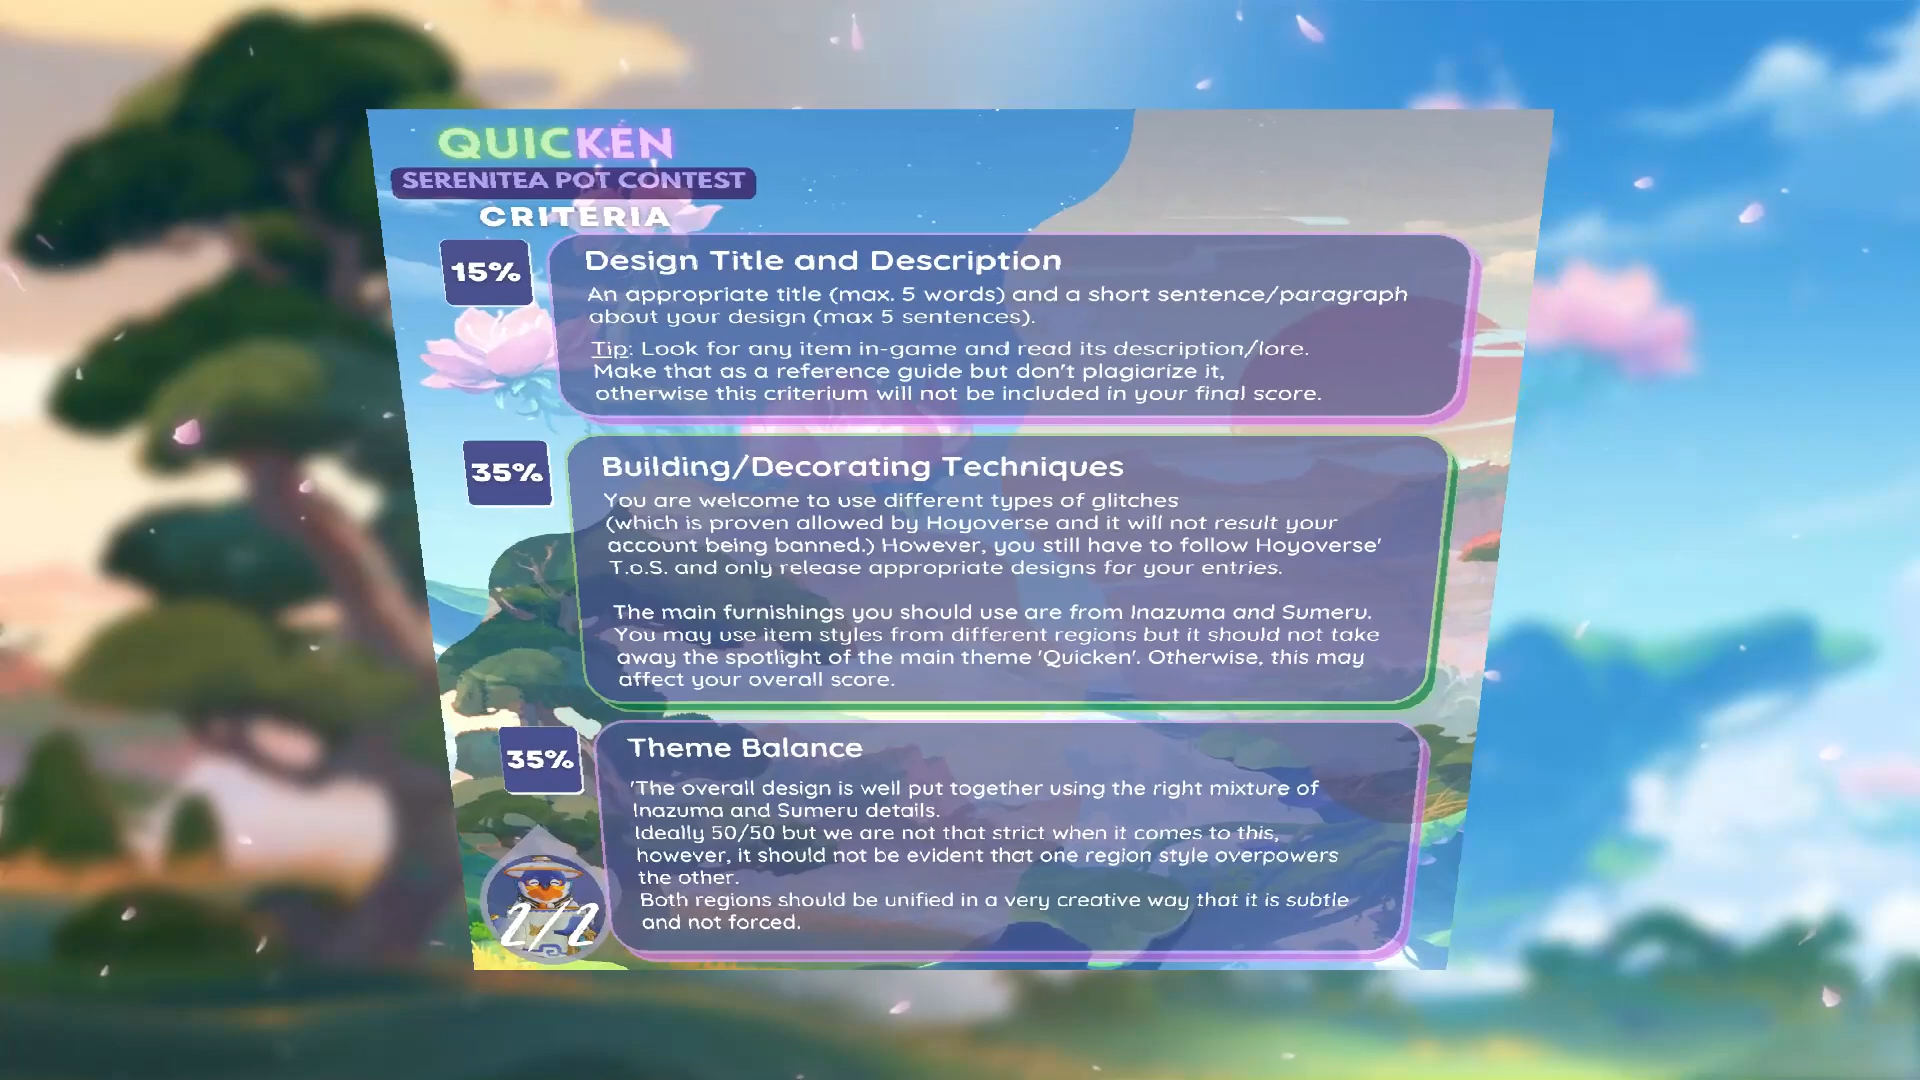 QUICKEN
SERENITEA POT CONTEST
CRITERIA
15%
Design Title and Description
An appropriate title (max. 5 words) and a short sentence/paragraph
about your design (max 5 sentences).
Tip: Look for any item in-game and read its description/lore.
Make that as a reference guide but don't plagiarize it,
otherwise this criterium will not be included in your final score.
35%
Building/Decorating Techniques
You are welcome to use different types of glitches
(which is proven allowed by Hoyoverse and it will not result your
account being banned.) However, you still have to follow Hoyoverse'
T.o.S. and only release appropriate designs for your entries.
The main furnishings you should use are from Inazuma and Sumeru.
You may use item styles from different regions but it should not take
away the spotlight of the main theme 'Quicken'. Otherwise, this may
affect your overall score.
35%
Theme Balance
'The overall design is well put together using the right mixture of
Inazuma and Sumeru details.
Ideally 50/50 but we are not that strict when it comes to this,
however, it should not be evident that one region style overpowers
the other.
Both regions should be unified in a very creative way that it is subtle
and not forced.
2/2